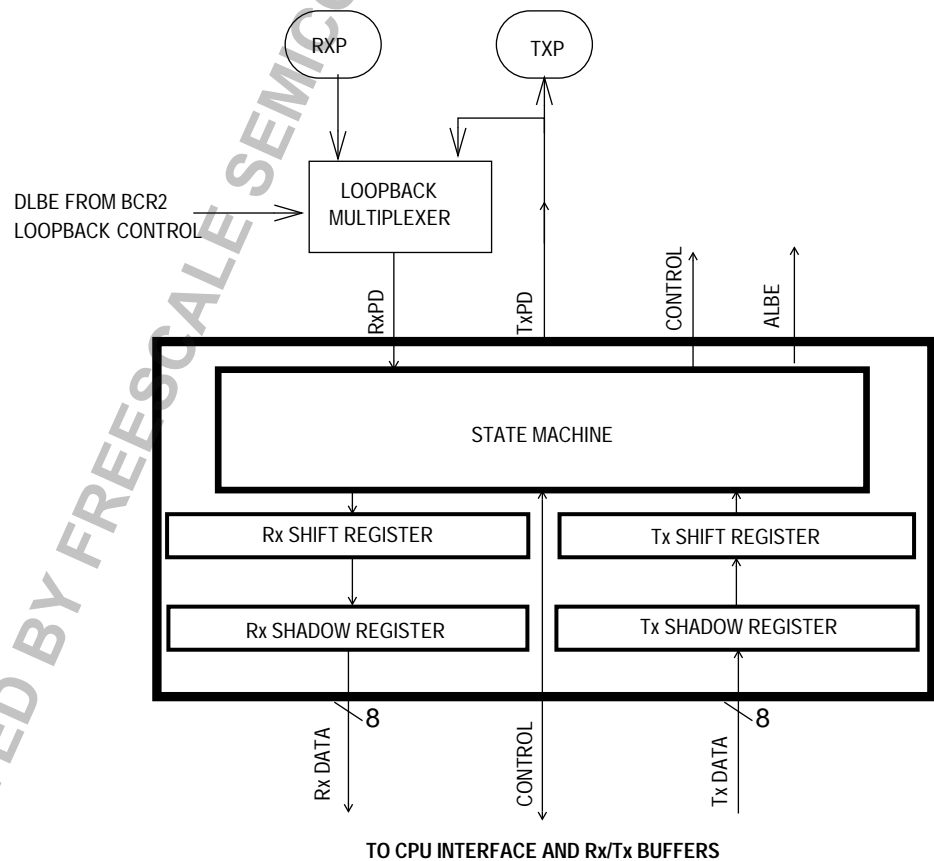 RXP
TXP
LOOPBACK
MULTIPLEXER
DLBE FROM BCR2
LOOPBACK CONTROL
RxPD
TxPD
CONTROL
ALBE
STATE MACHINE
Rx SHIFT REGISTER
Tx SHIFT REGISTER
Rx SHADOW REGISTER
Tx SHADOW REGISTER
8
8
Rx DATA
CONTROL
Tx DATA
TO CPU INTERFACE AND Rx/Tx BUFFERS
BY FREESCALE